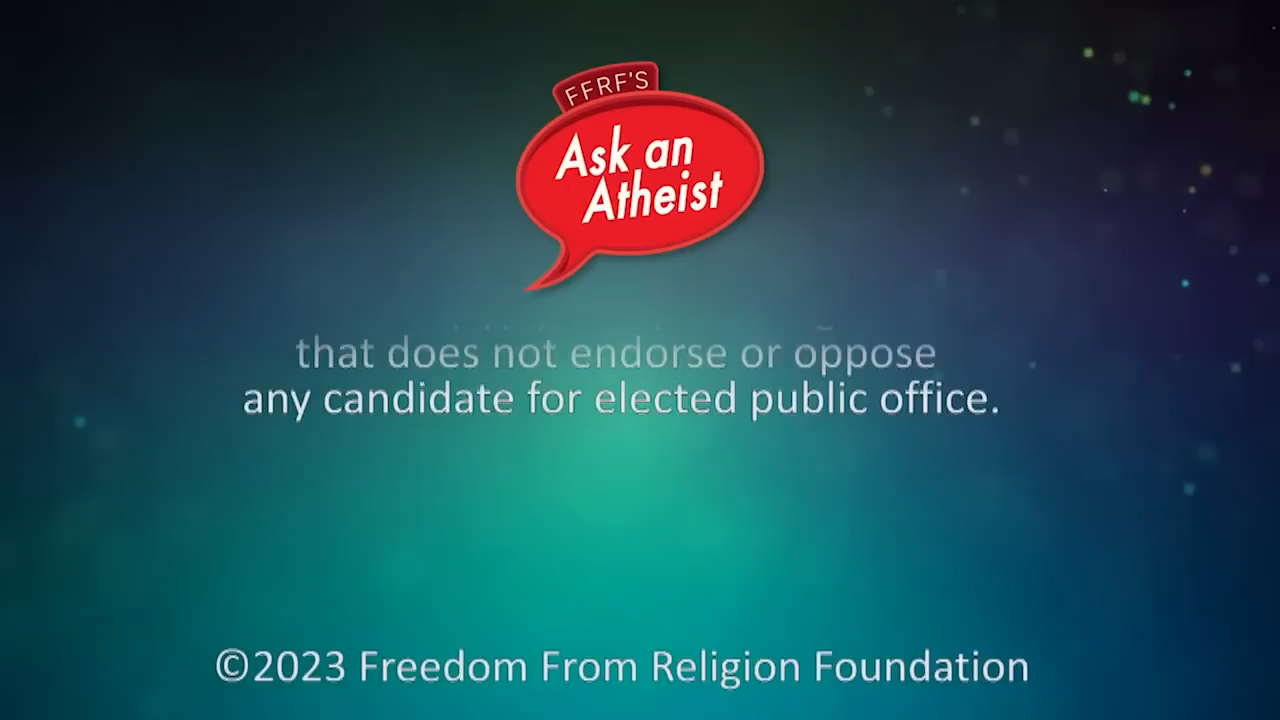 FFRF'S
Ask an
Atheist
that does not endorse or oppose
any candidate for elected public office.
©2023 Freedom From Religion Foundation